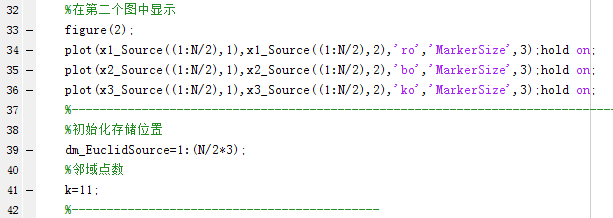 32 %在第二个图中显示
33 – figure(2);
34 – plot(x1_Source((1:N/2),1),x1_Source((1:N/2),2),'ro','MarkerSize',3);hold on;
35 – plot(x2_Source((1:N/2),1),x2_Source((1:N/2),2),'bo','MarkerSize',3);hold on;
36 – plot(x3_Source((1:N/2),1),x3_Source((1:N/2),2),'ko','MarkerSize',3);hold on;
37 %------------------------------------------------------------------------------
38 %初始化存储位置
39 – dm_EuclidSource=1:(N/2*3);
40 %邻域点数
41 – k=11;
42 %--------------------------------------------